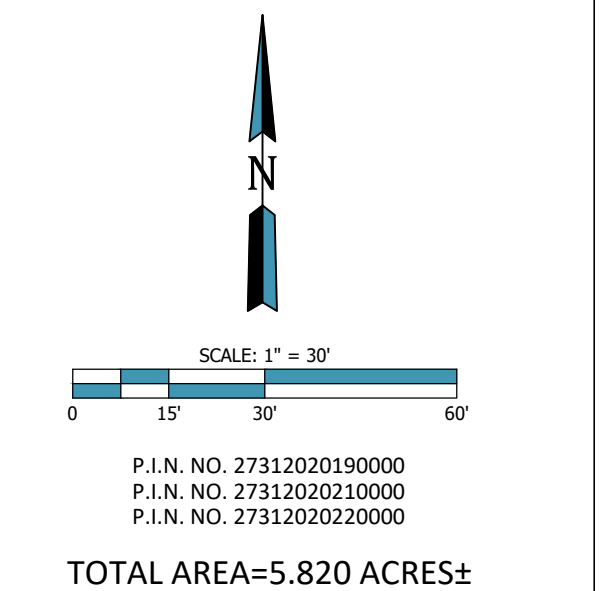 N
SCALE: 1" = 30'
0 15' 30' 60'
P.I.N. NO. 27312020190000
P.I.N. NO. 27312020210000
P.I.N. NO. 27312020220000
TOTAL AREA=5.820 ACRES±